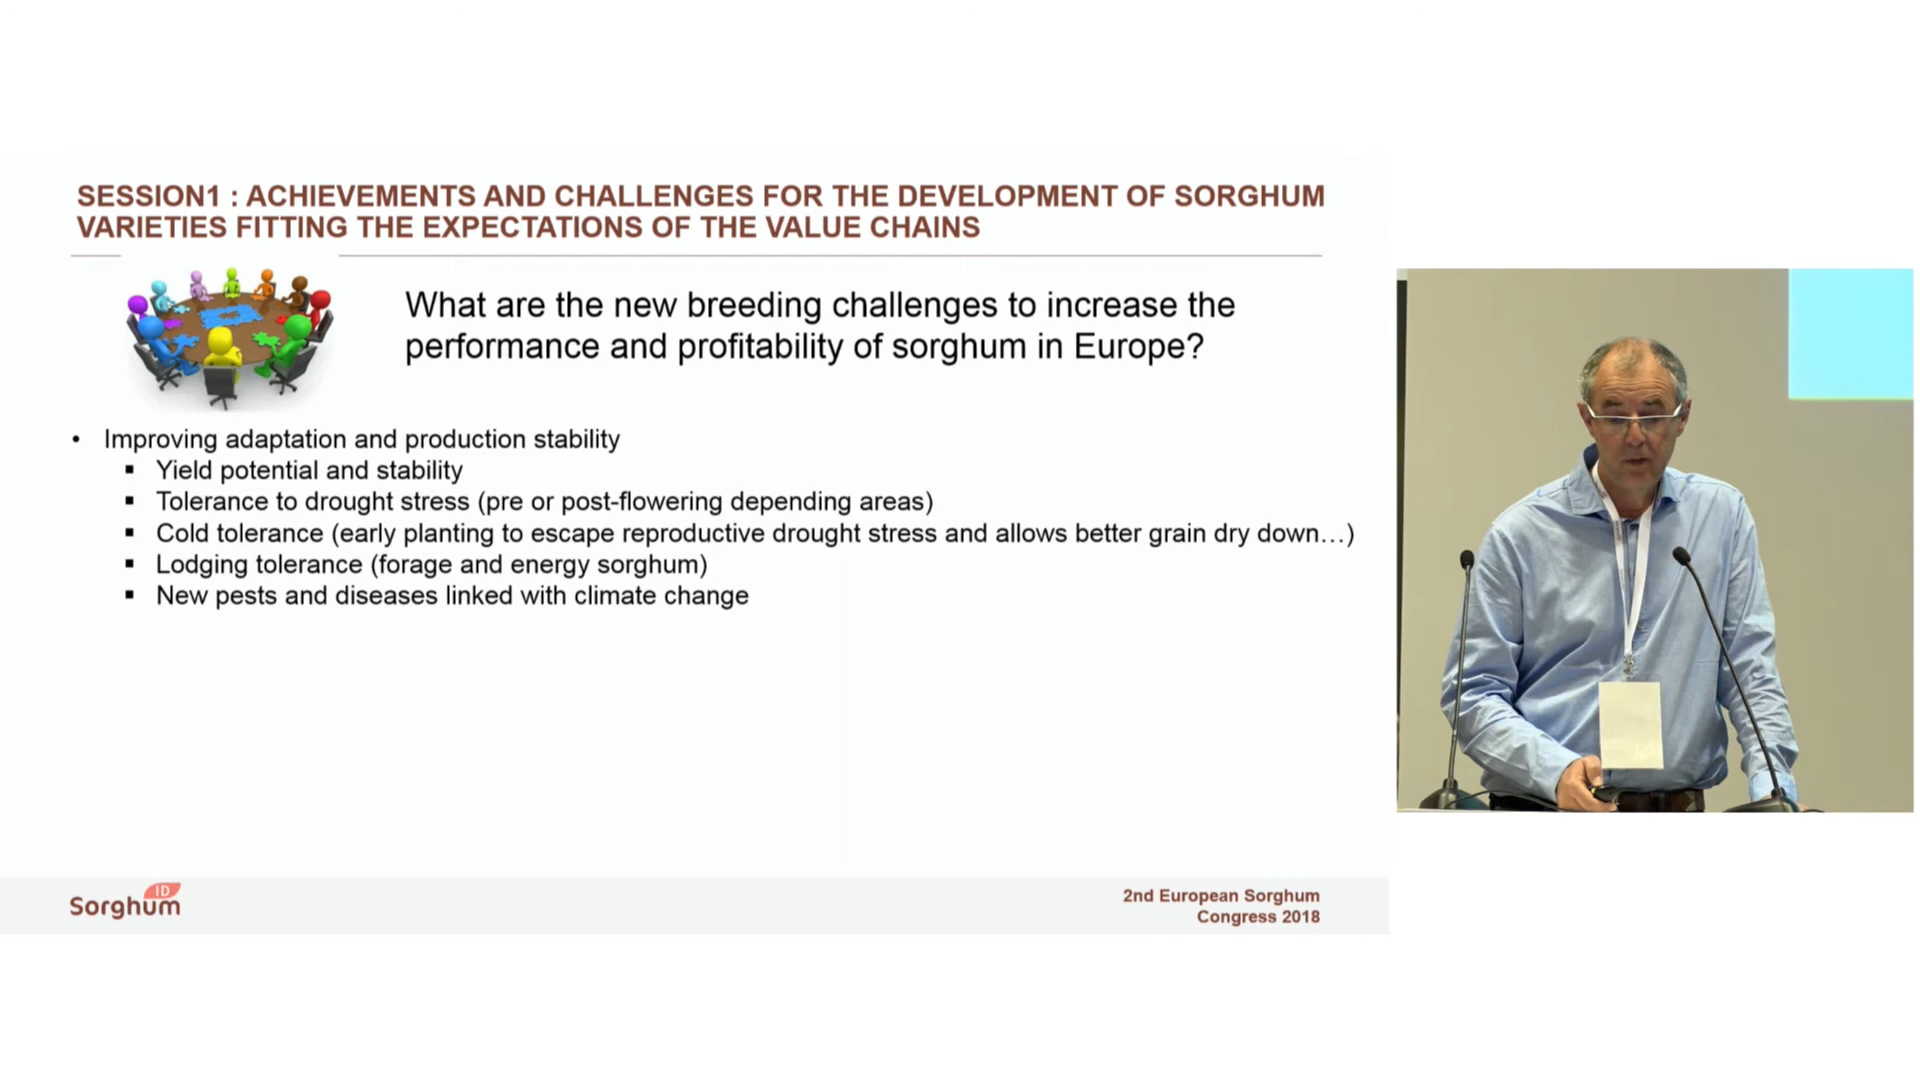 SESSION1 : ACHIEVEMENTS AND CHALLENGES FOR THE DEVELOPMENT OF SORGHUM
VARIETIES FITTING THE EXPECTATIONS OF THE VALUE CHAINS
What are the new breeding challenges to increase the
performance and profitability of sorghum in Europe?
• Improving adaptation and production stability
▪ Yield potential and stability
▪ Tolerance to drought stress (pre or post-flowering depending areas)
▪ Cold tolerance (early planting to escape reproductive drought stress and allows better grain dry down…)
▪ Lodging tolerance (forage and energy sorghum)
▪ New pests and diseases linked with climate change
ID
Sorghum
2nd European Sorghum
Congress 2018